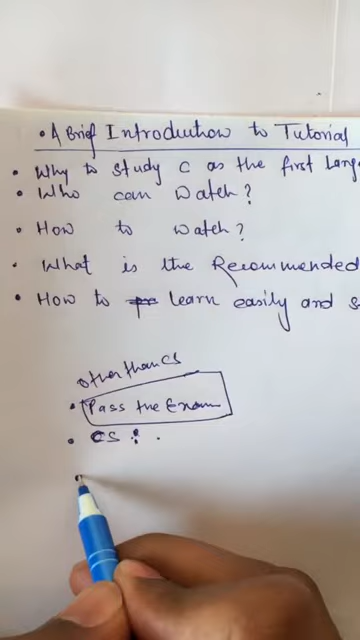 • A Brief Introduction to Tutorial
• Why to study C as the first Lang
• Who can Watch?
• How to watch?
• What is the Recommended
• How to learn easily and s
other than CS
• Pass the Exam
• CS : .
•